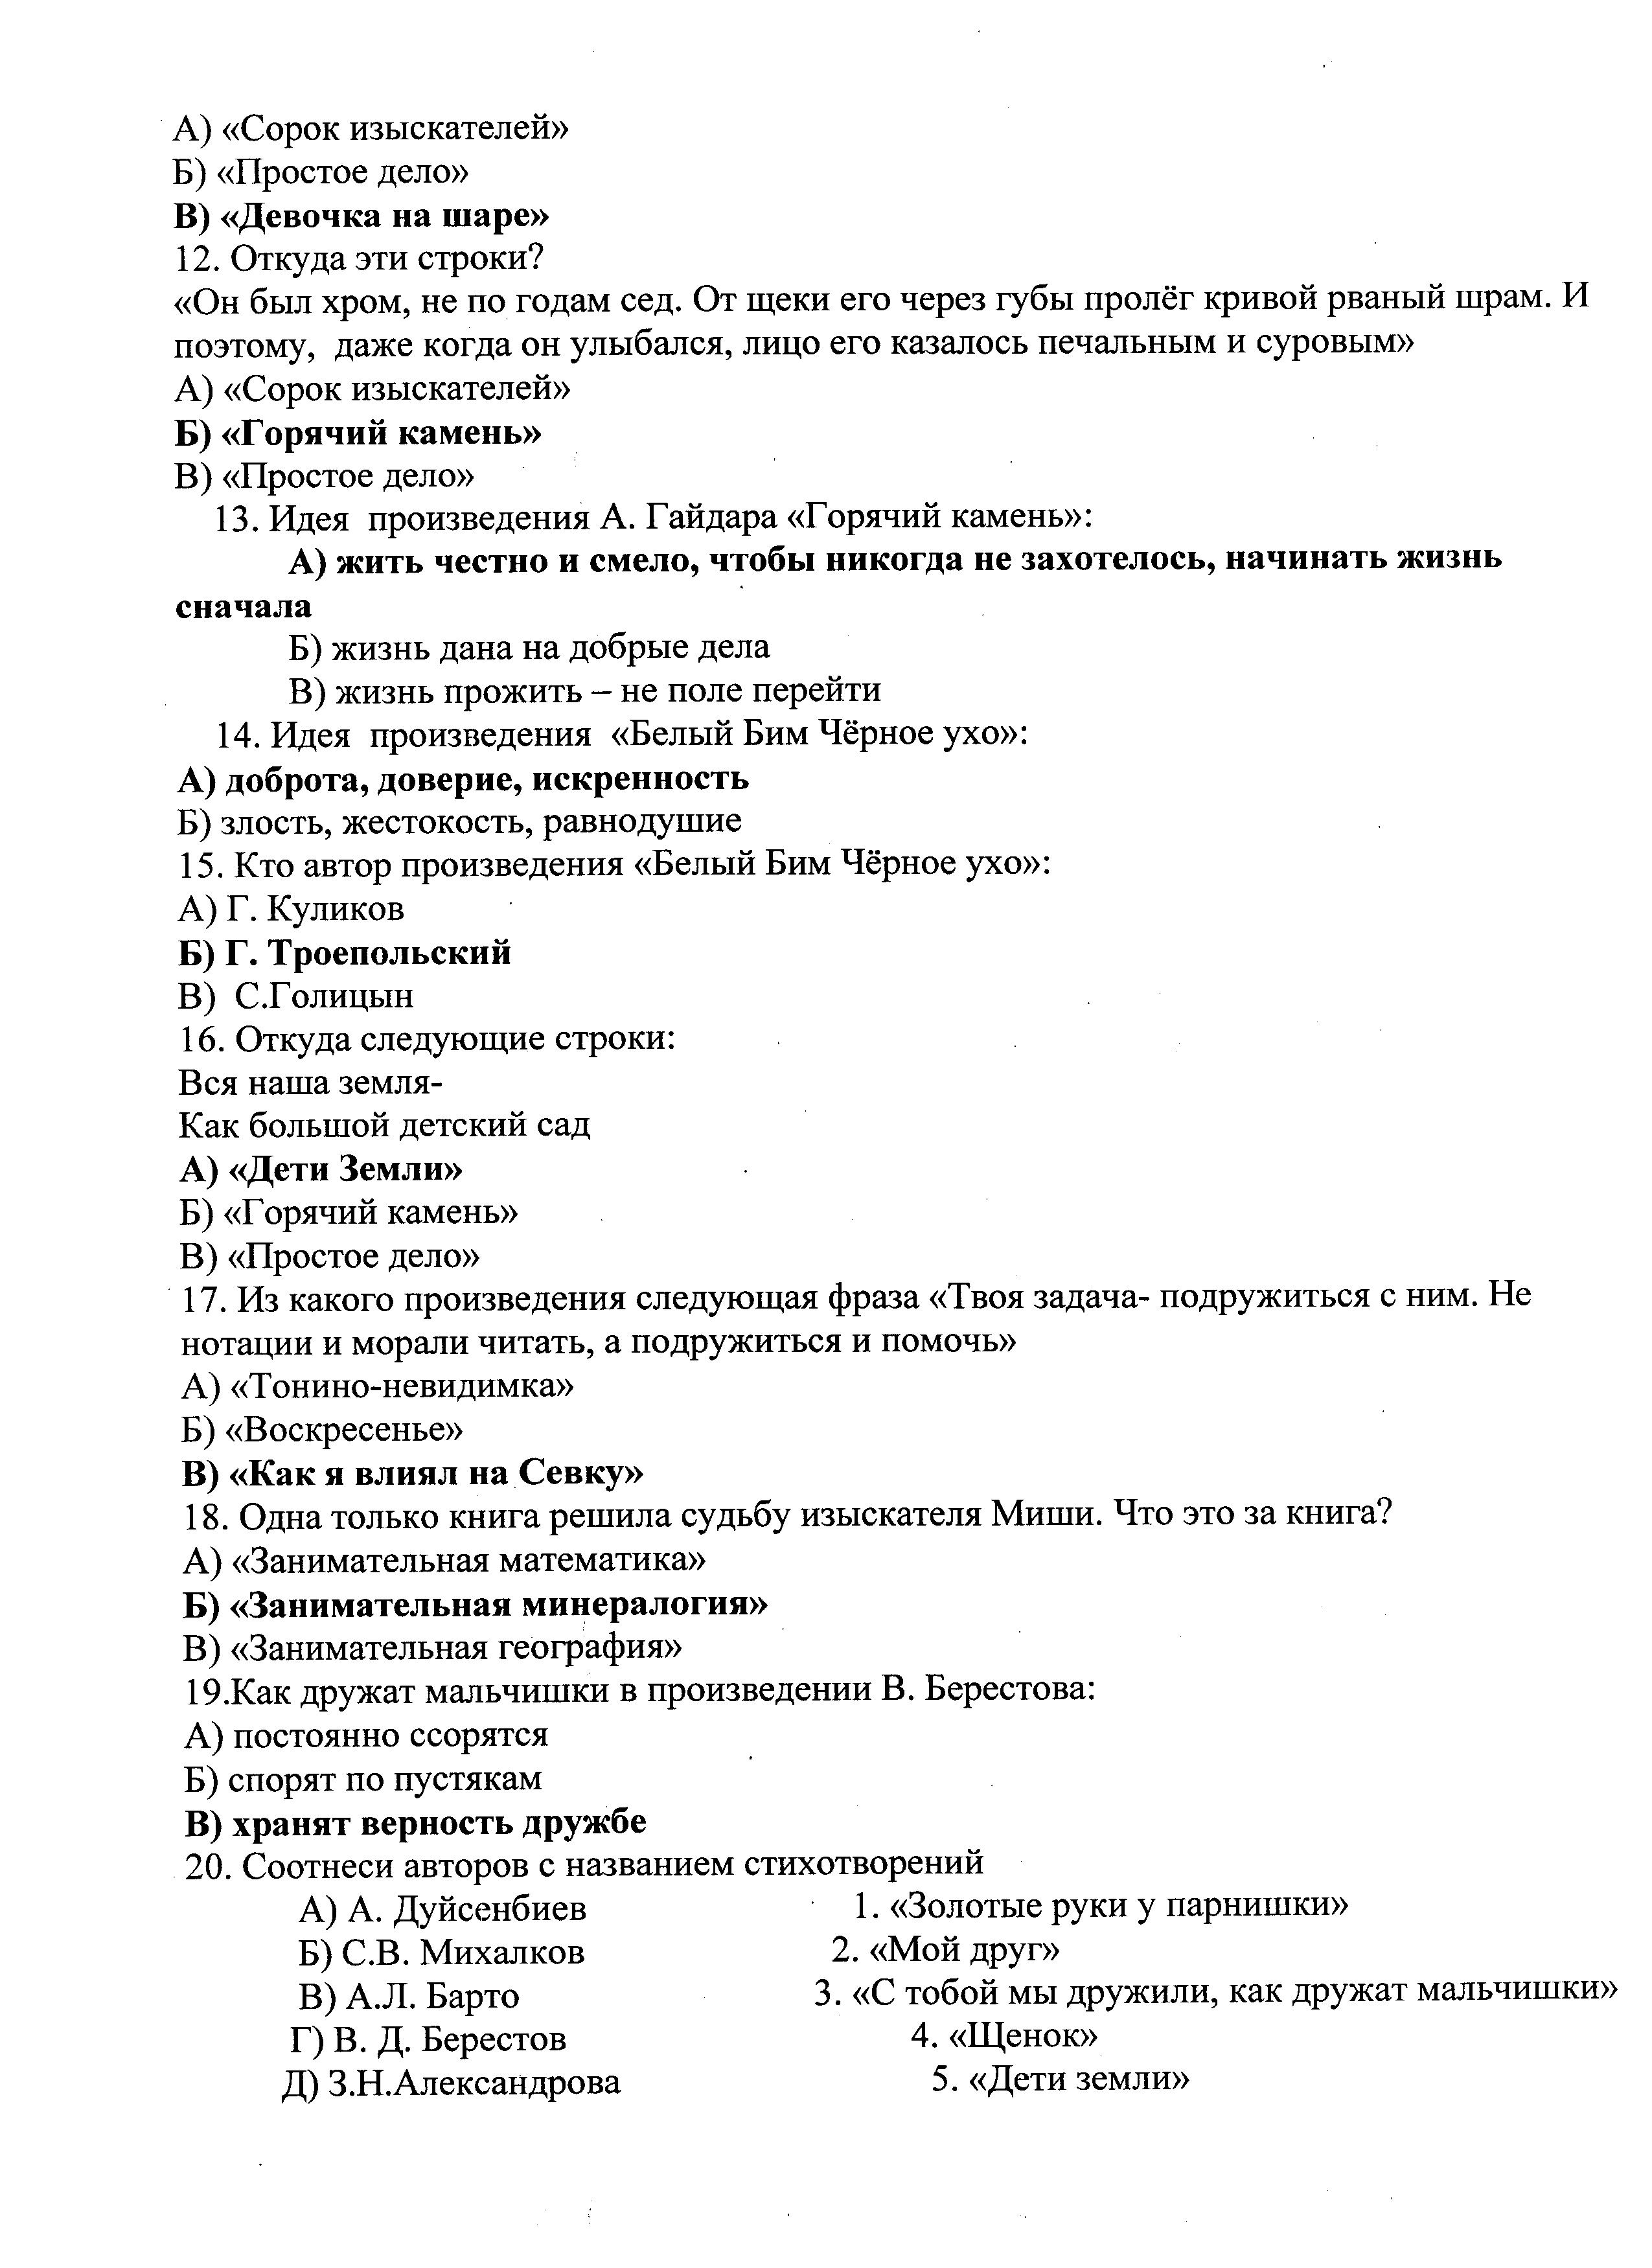 А) «Сорок изыскателей»
Б) «Простое дело»
В) «Девочка на шаре»
12. Откуда эти строки?
«Он был хром, не по годам сед. От щеки его через губы пролёг кривой рваный шрам. И
поэтому,  даже когда он улыбался, лицо его казалось печальным и суровым»
А) «Сорок изыскателей»
Б) «Горячий камень»
В) «Простое дело»
13. Идея  произведения А. Гайдара «Горячий камень»:
А) жить честно и смело, чтобы никогда не захотелось, начинать жизнь
сначала
Б) жизнь дана на добрые дела
В) жизнь прожить – не поле перейти
14. Идея  произведения  «Белый Бим Чёрное ухо»:
А) доброта, доверие, искренность
Б) злость, жестокость, равнодушие
15. Кто автор произведения «Белый Бим Чёрное ухо»:
А) Г. Куликов
Б) Г. Троепольский
В)  С.Голицын
16. Откуда следующие строки:
Вся наша земля-
Как большой детский сад
А) «Дети Земли»
Б) «Горячий камень»
В) «Простое дело»
17. Из какого произведения следующая фраза «Твоя задача- подружиться с ним. Не
нотации и морали читать, а подружиться и помочь»
А) «Тонино-невидимка»
Б) «Воскресенье»
В) «Как я влиял на Севку»
18. Одна только книга решила судьбу изыскателя Миши. Что это за книга?
А) «Занимательная математика»
Б) «Занимательная минералогия»
В) «Занимательная география»
19.Как дружат мальчишки в произведении В. Берестова:
А) постоянно ссорятся
Б) спорят по пустякам
В) хранят верность дружбе
20. Соотнеси авторов с названием стихотворений
А) А. Дуйсенбиев 1. «Золотые руки у парнишки»
Б) С.В. Михалков 2. «Мой друг»
В) А.Л. Барто 3. «С тобой мы дружили, как дружат мальчишки»
Г) В. Д. Берестов 4. «Щенок»
Д) З.Н.Александрова 5. «Дети земли»